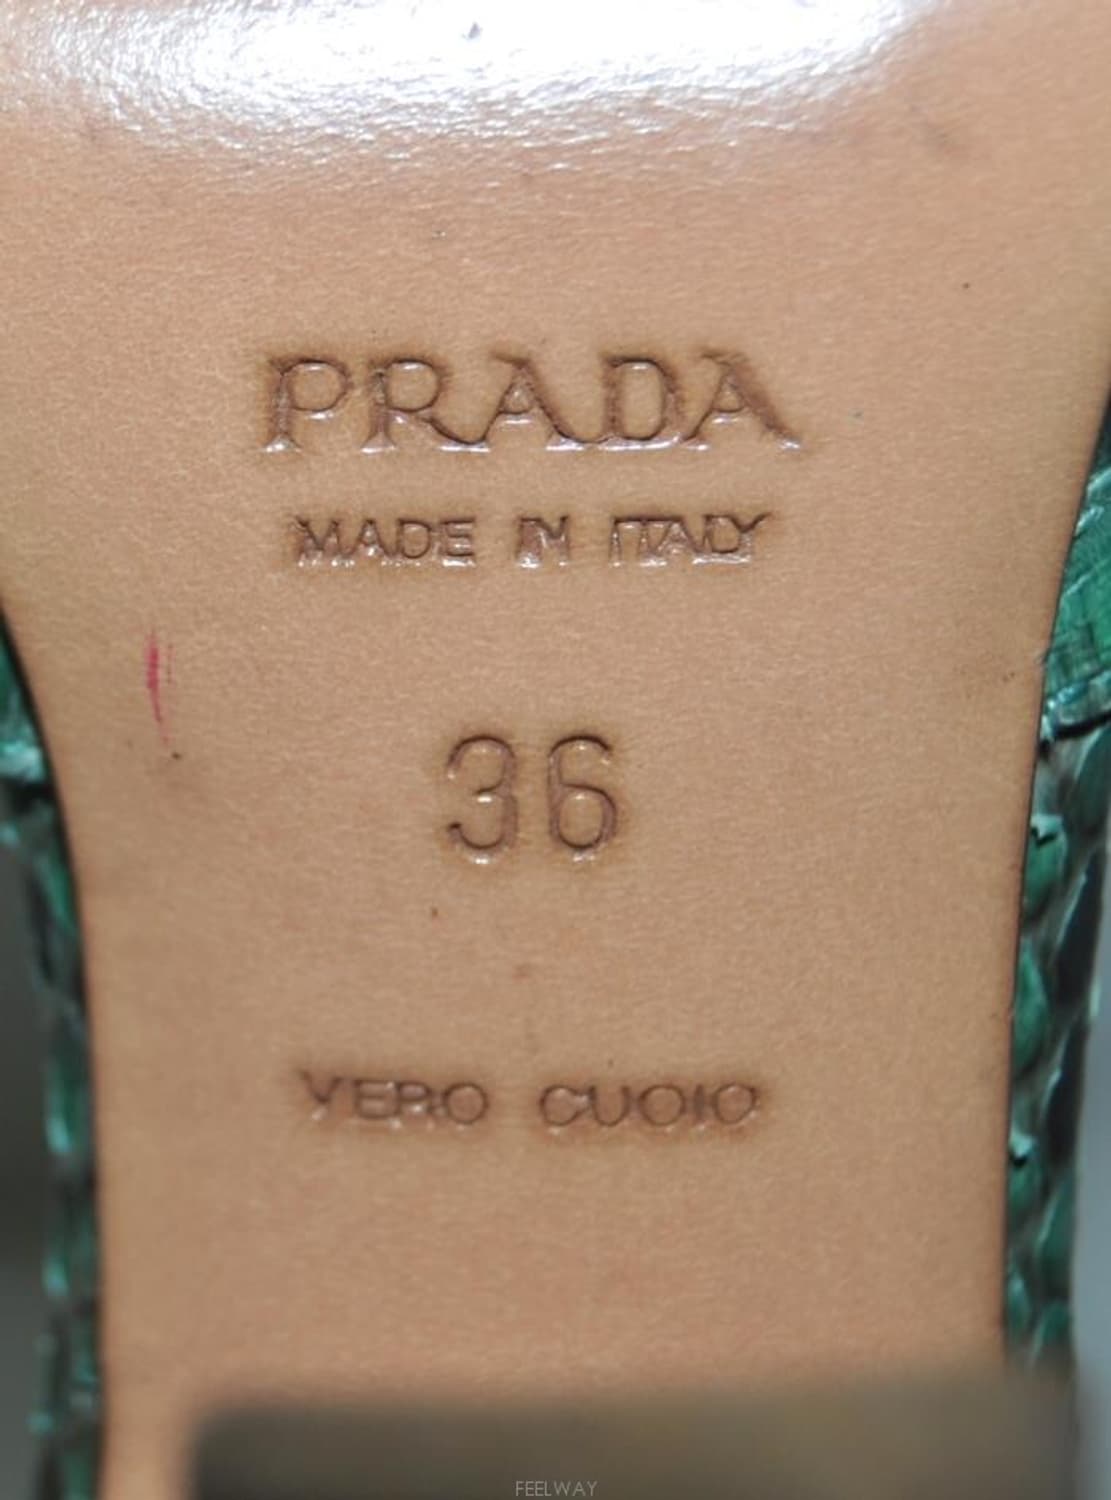 PRADA
MADE IN ITALY
36
VERO CUOIO
FEELWAY